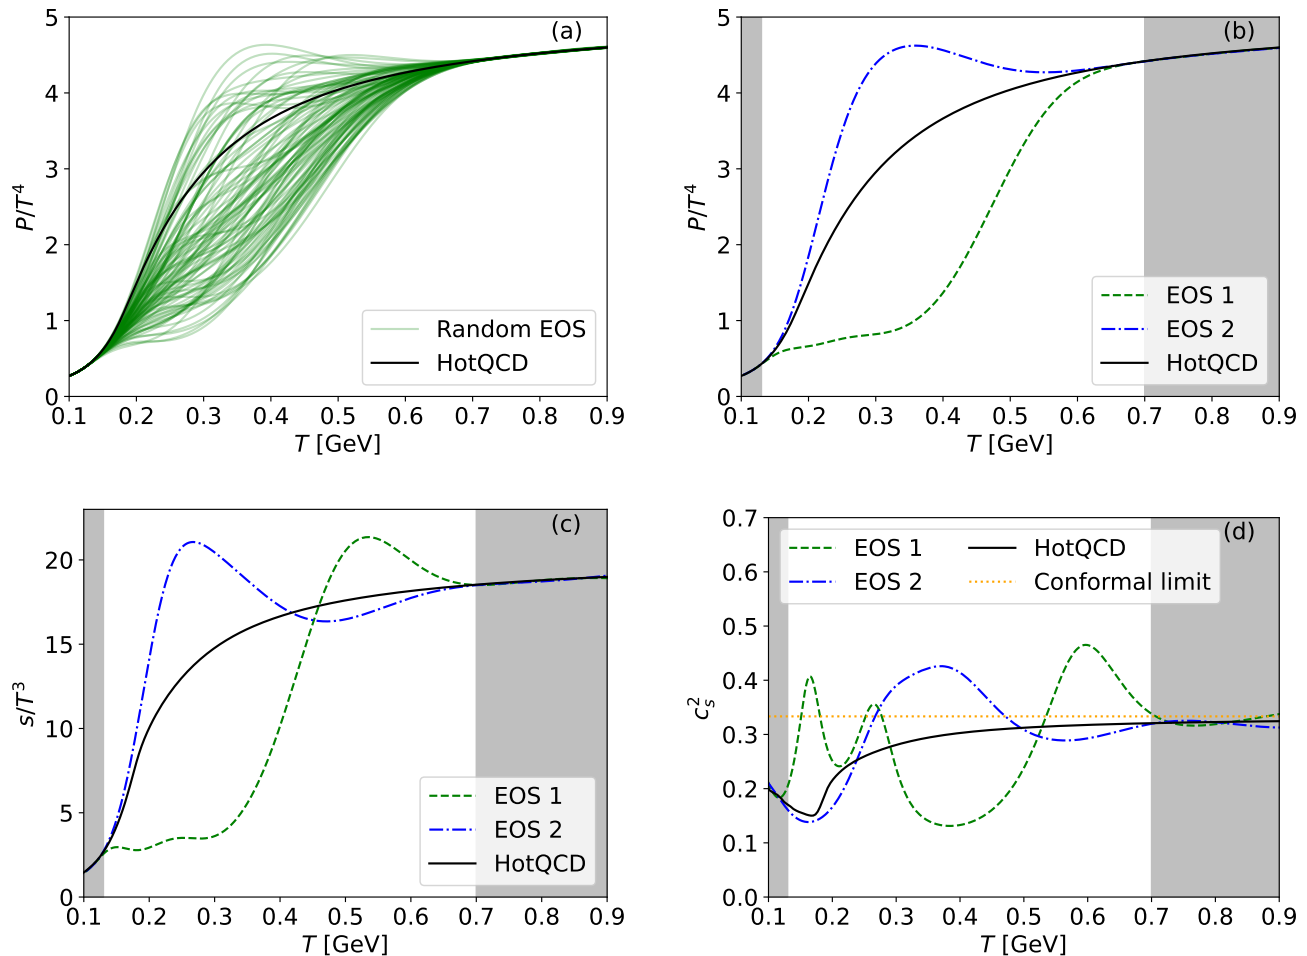 (a)
5
4
3
2
1
0
P/T⁴
Random EOS
HotQCD
0.1 0.2 0.3 0.4 0.5 0.6 0.7 0.8 0.9
T [GeV]
(b)
5
4
3
2
1
0
P/T⁴
EOS 1
EOS 2
HotQCD
0.1 0.2 0.3 0.4 0.5 0.6 0.7 0.8 0.9
T [GeV]
(c)
20
15
10
5
0
s/T³
EOS 1
EOS 2
HotQCD
0.1 0.2 0.3 0.4 0.5 0.6 0.7 0.8 0.9
T [GeV]
(d)
0.7
0.6
0.5
0.4
0.3
0.2
0.1
0.0
c_s^2
EOS 1 HotQCD
EOS 2 Conformal limit
0.1 0.2 0.3 0.4 0.5 0.6 0.7 0.8 0.9
T [GeV]